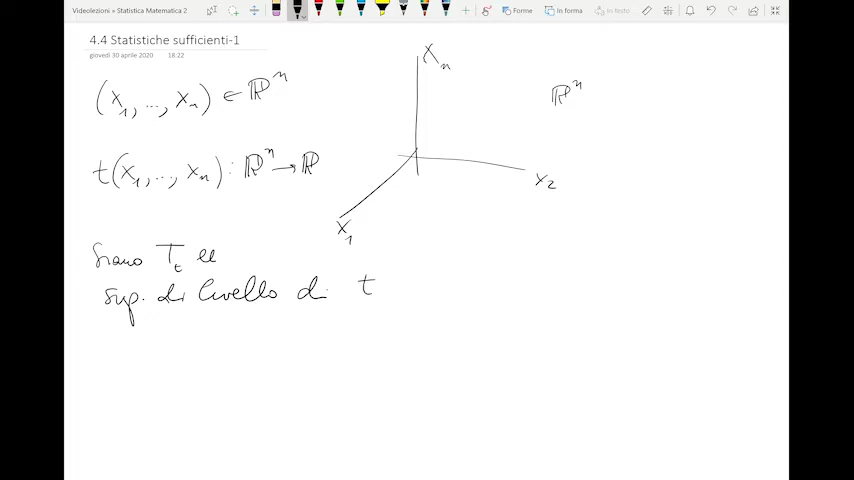 Videolezioni » Statistica Matematica 2
Forme
In forma
In testo
4.4 Statistiche sufficienti-1
giovedì 30 aprile 2020 18:22
(x₁, ..., xₙ) ∈ ℝⁿ
t(x₁, ..., xₙ): ℝⁿ → ℝ
Siano Tₜ le
sup. di livello di t
Xₙ
x₂
x₁
ℝⁿ